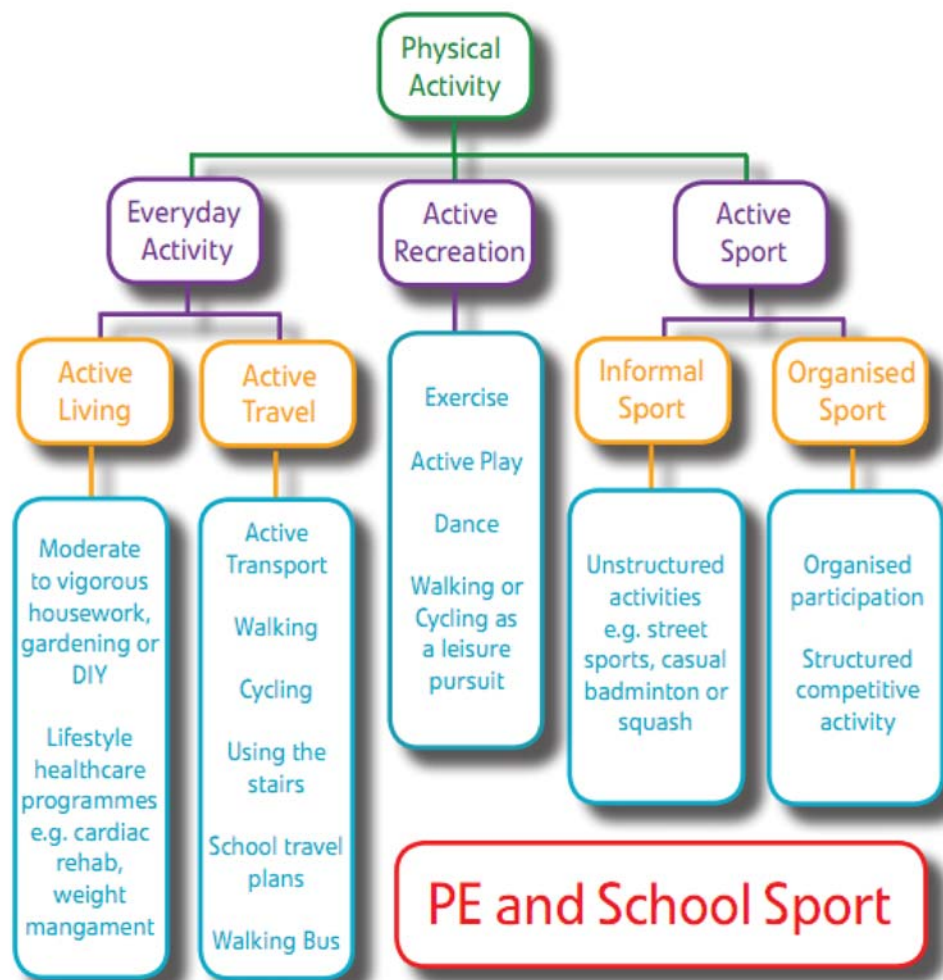 Physical
Activity
Everyday
Activity
Active
Recreation
Active
Sport
Active
Living
Active
Travel
Informal
Sport
Organised
Sport
Moderate
to vigorous
housework,
gardening or
DIY
Lifestyle
healthcare
programmes
e.g. cardiac
rehab,
weight
mangament
Active
Transport
Walking
Cycling
Using the
stairs
School travel
plans
Walking Bus
Exercise
Active Play
Dance
Walking or
Cycling as
a leisure
pursuit
Unstructured
activities
e.g. street
sports, casual
badminton or
squash
Organised
participation
Structured
competitive
activity
PE and School Sport